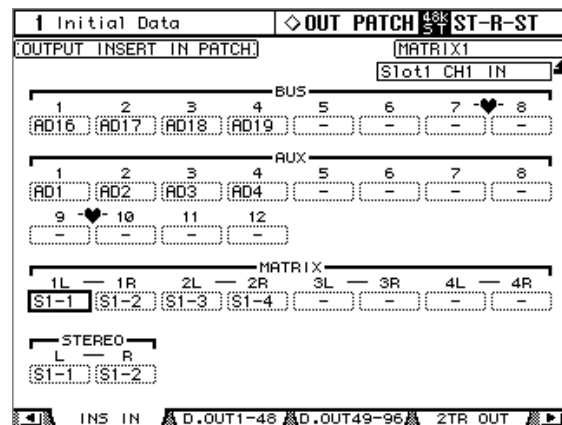 1 Initial Data ◇OUT PATCH 48k ST ST-R-ST
OUTPUT INSERT IN PATCH MATRIX1
Slot1 CH1 IN
BUS
1 2 3 4 5 6 7 -♥- 8
AD16 AD17 AD18 AD19 - - - -
AUX
1 2 3 4 5 6 7 8
AD1 AD2 AD3 AD4 - - - -
9 -♥- 10 11 12
- - - -
MATRIX
1L — 1R 2L — 2R 3L — 3R 4L — 4R
S1-1 S1-2 S1-3 S1-4 - - - -
STEREO
L — R
S1-1 S1-2
INS IN D.OUT1-48 D.OUT49-96 2TR OUT